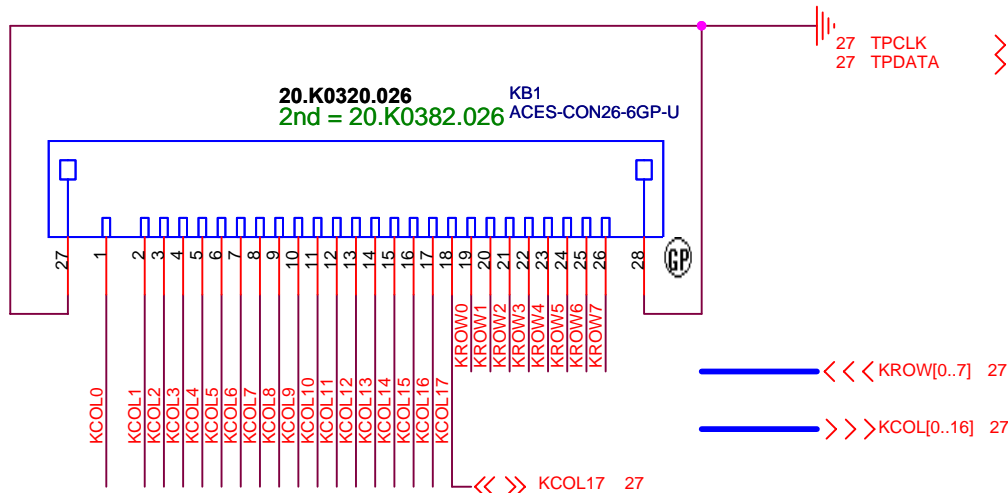 27 TPCLK
27 TPDATA
20.K0320.026
KB1
2nd = 20.K0382.026
ACES-CON26-6GP-U
27
1
2
3
4
5
6
7
8
9
10
11
12
13
14
15
16
17
18
19
20
21
22
23
24
25
26
28
GP
KROW0
KROW1
KROW2
KROW3
KROW4
KROW5
KROW6
KROW7
KCOL0
KCOL1
KCOL2
KCOL3
KCOL4
KCOL5
KCOL6
KCOL7
KCOL8
KCOL9
KCOL10
KCOL11
KCOL12
KCOL13
KCOL14
KCOL15
KCOL16
KCOL17
KROW[0..7] 27
KCOL[0..16] 27
KCOL17 27